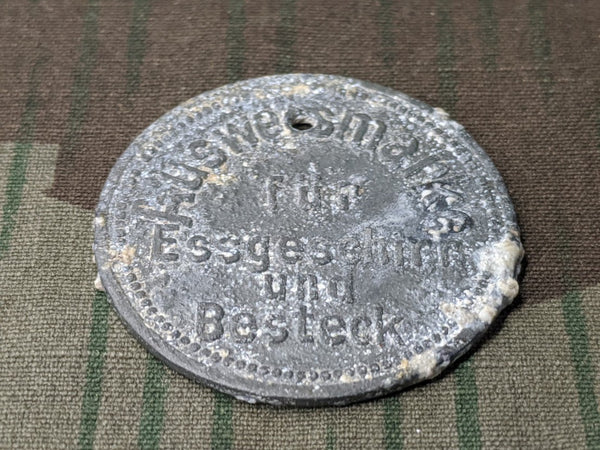 Ausweismarke
für
Essgeschirr
und
Besteck